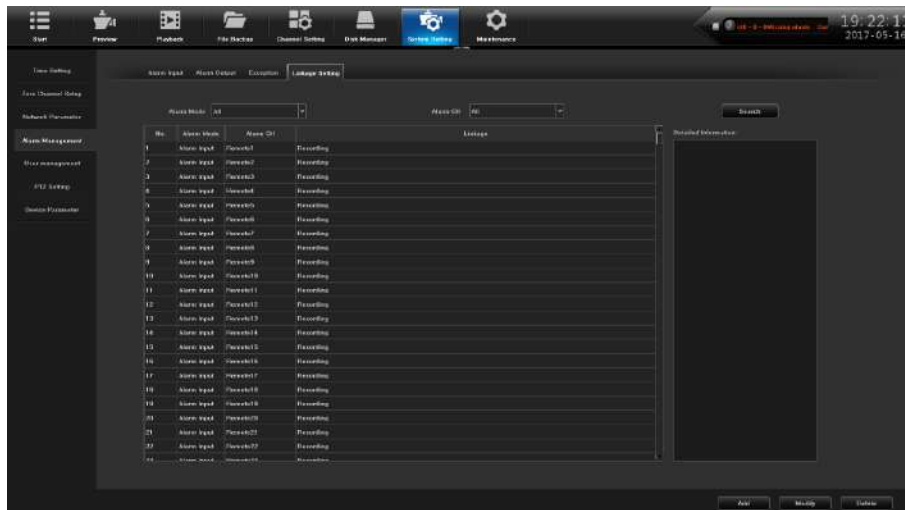 Start Preview Playback File Backup Channel Setting Disk Manager System Setting Maintenance
19:22:1
2017-05-16
Time Setting
Zero Channel Setup
Network Parameter
Alarm Management
User management
PTZ Setting
Device Parameter
Alarm Input Alarm Output Exception Linkage Setting
Alarm Mode All Alarm CH All Search
No. Alarm Mode Alarm CH Linkage
Detailed Information:
1 Alarm Input Remote1 Recording
2 Alarm Input Remote2 Recording
3 Alarm Input Remote3 Recording
4 Alarm Input Remote4 Recording
5 Alarm Input Remote5 Recording
6 Alarm Input Remote6 Recording
7 Alarm Input Remote7 Recording
8 Alarm Input Remote8 Recording
9 Alarm Input Remote9 Recording
10 Alarm Input Remote10 Recording
11 Alarm Input Remote11 Recording
12 Alarm Input Remote12 Recording
13 Alarm Input Remote13 Recording
14 Alarm Input Remote14 Recording
15 Alarm Input Remote15 Recording
16 Alarm Input Remote16 Recording
17 Alarm Input Remote17 Recording
18 Alarm Input Remote18 Recording
19 Alarm Input Remote19 Recording
20 Alarm Input Remote20 Recording
21 Alarm Input Remote21 Recording
22 Alarm Input Remote22 Recording
Add Modify Delete